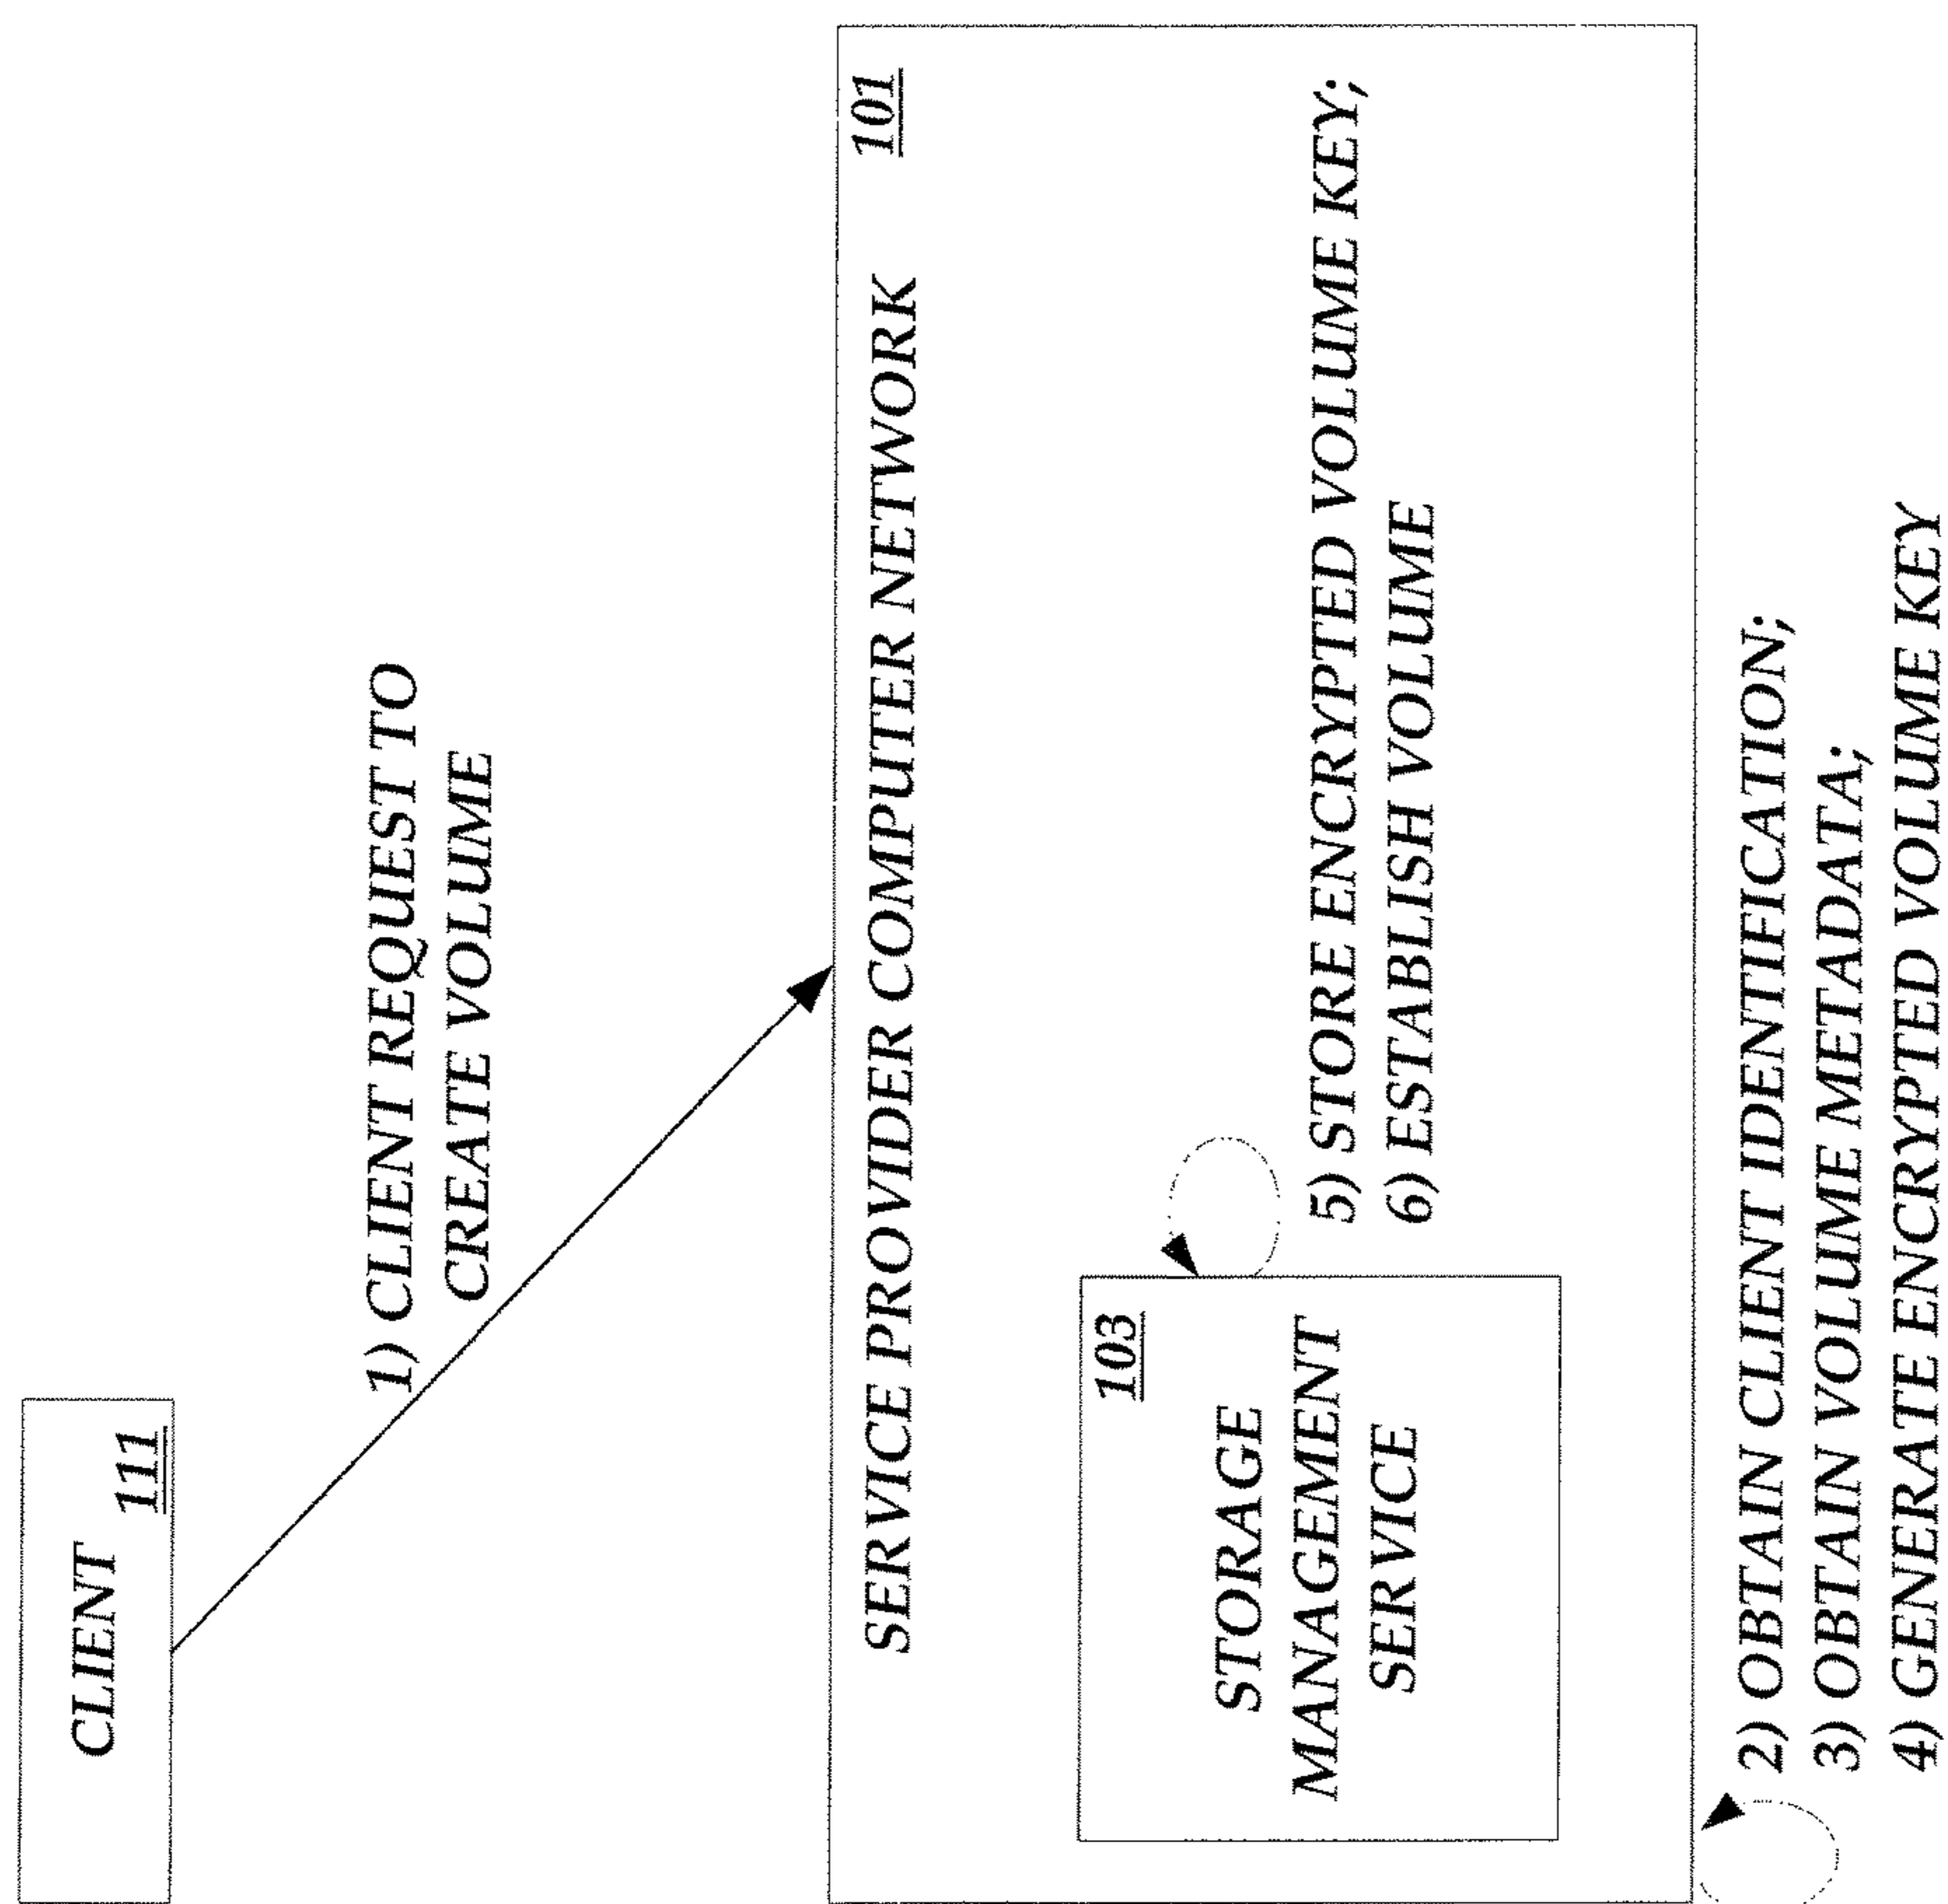 CLIENT
111
1) CLIENT REQUEST TO
CREATE VOLUME
SERVICE PROVIDER COMPUTER NETWORK 101
103
STORAGE
MANAGEMENT
SERVICE
5) STORE ENCRYPTED VOLUME KEY;
6) ESTABLISH VOLUME
2) OBTAIN CLIENT IDENTIFICATION;
3) OBTAIN VOLUME METADATA;
4) GENERATE ENCRYPTED VOLUME KEY